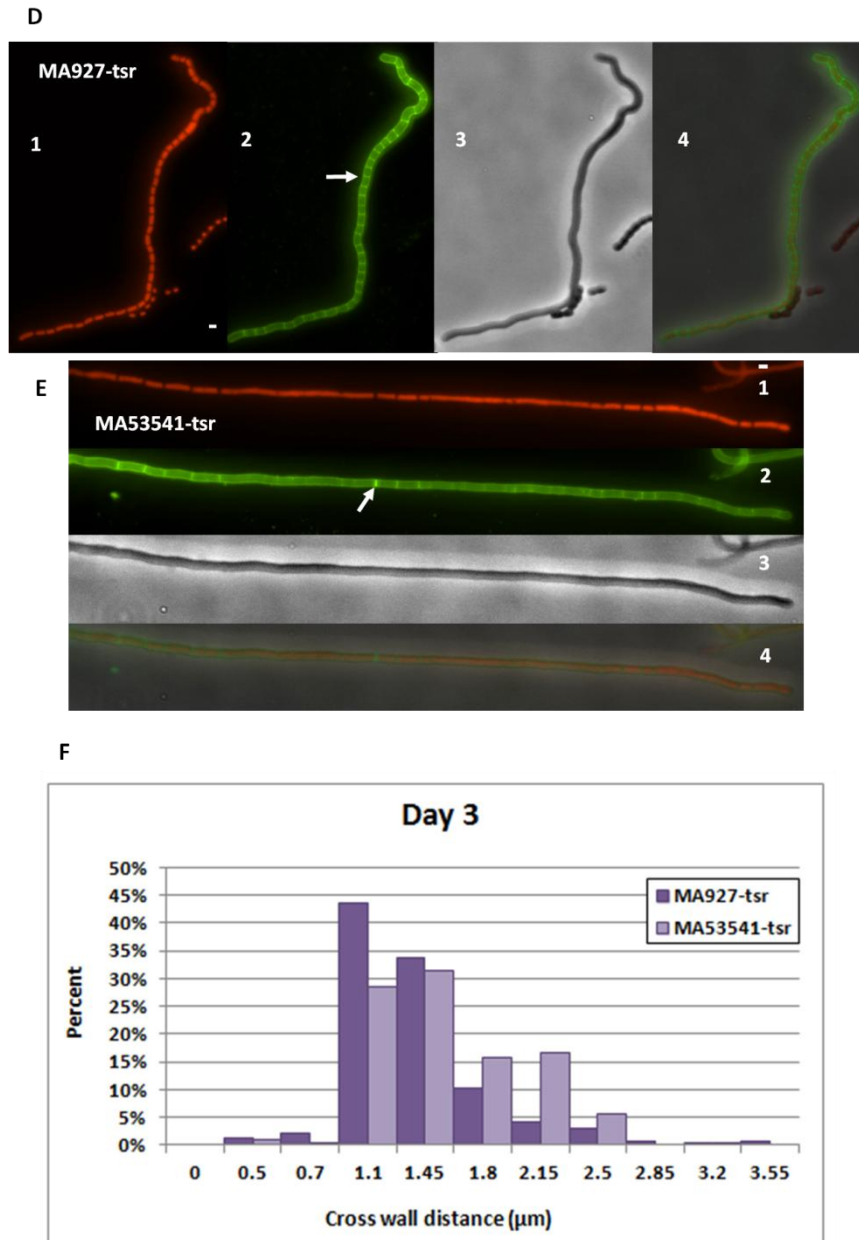 D
MA927-tsr
1
2
3
4
E
1
MA53541-tsr
2
3
4
F
Day 3
50%
45%
40%
35%
30%
25%
20%
15%
10%
5%
0%
Percent
MA927-tsr
MA53541-tsr
0 0.5 0.7 1.1 1.45 1.8 2.15 2.5 2.85 3.2 3.55
Cross wall distance (µm)